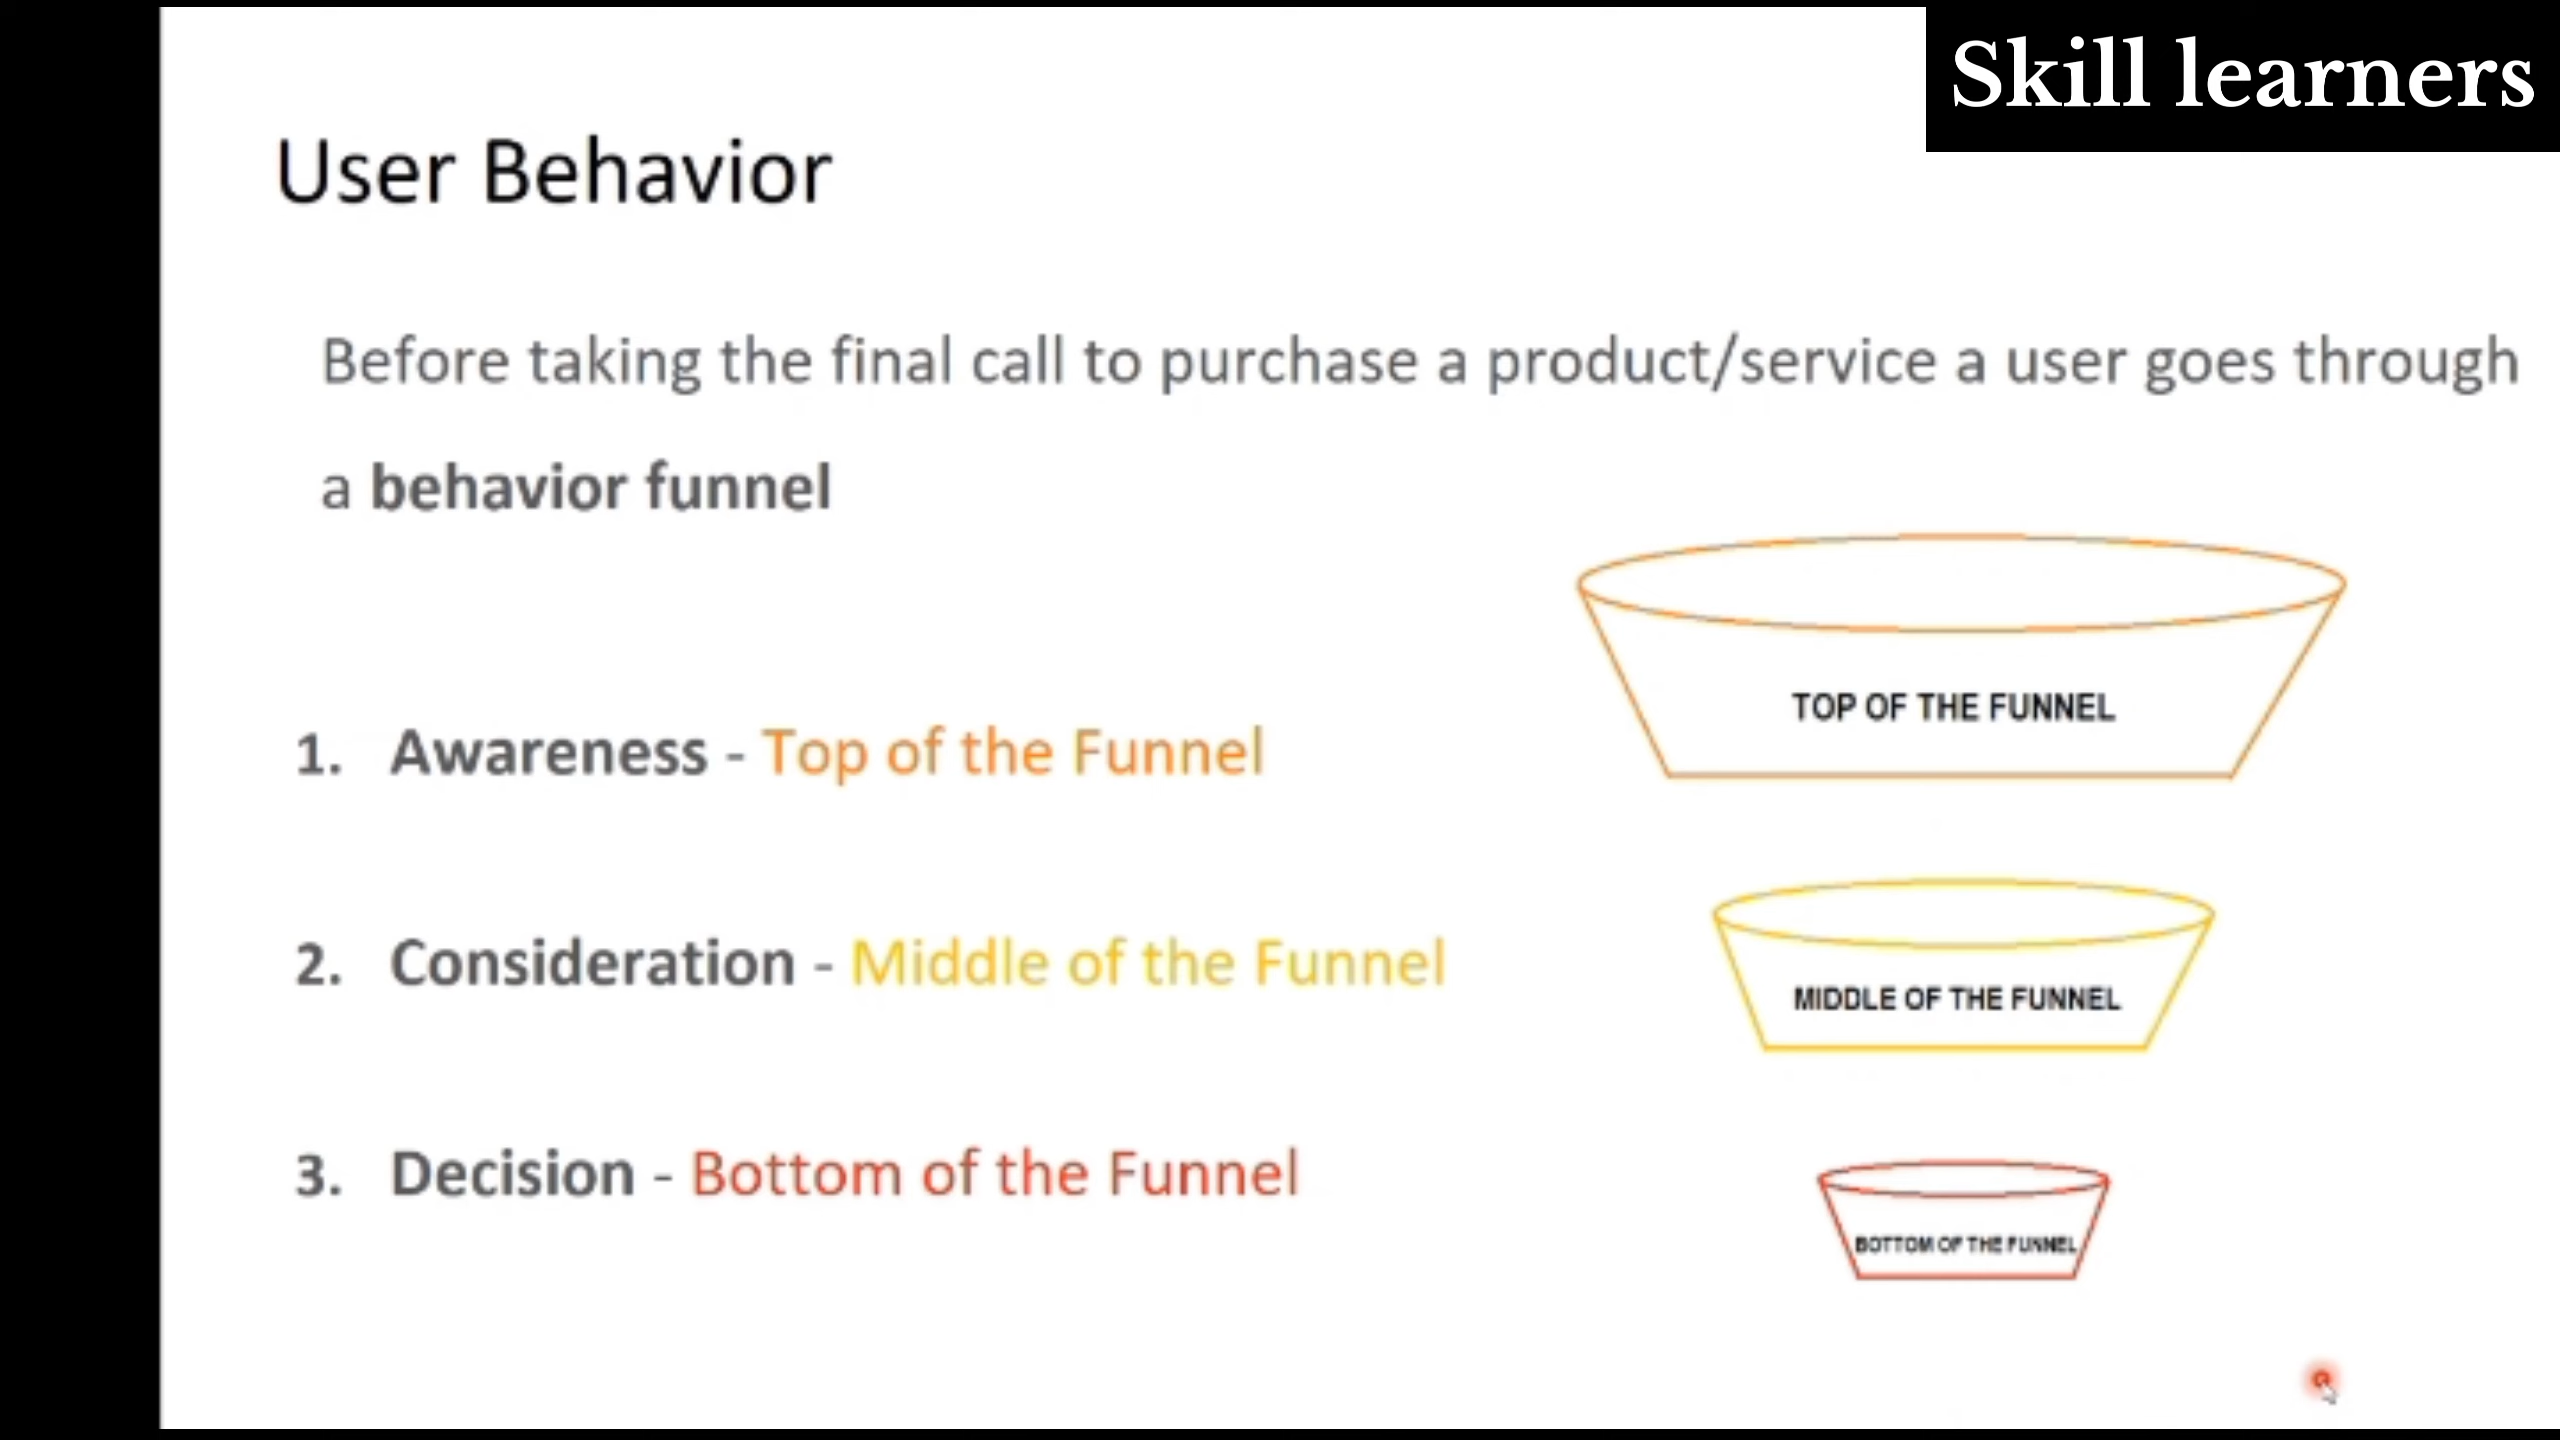 Skill learners
User Behavior
Before taking the final call to purchase a product/service a user goes through
a behavior funnel
1. Awareness - Top of the Funnel
2. Consideration - Middle of the Funnel
3. Decision - Bottom of the Funnel
TOP OF THE FUNNEL
MIDDLE OF THE FUNNEL
BOTTOM OF THE FUNNEL